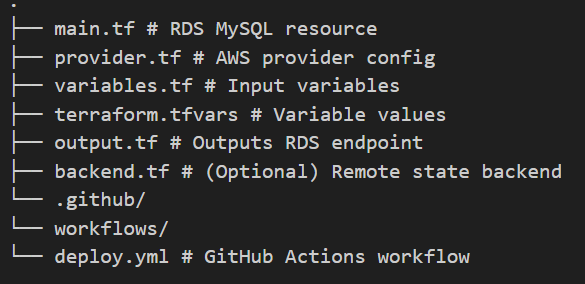 .
├── main.tf # RDS MySQL resource
├── provider.tf # AWS provider config
├── variables.tf # Input variables
├── terraform.tfvars # Variable values
├── output.tf # Outputs RDS endpoint
├── backend.tf # (Optional) Remote state backend
└── .github/
└── workflows/
└── deploy.yml # GitHub Actions workflow